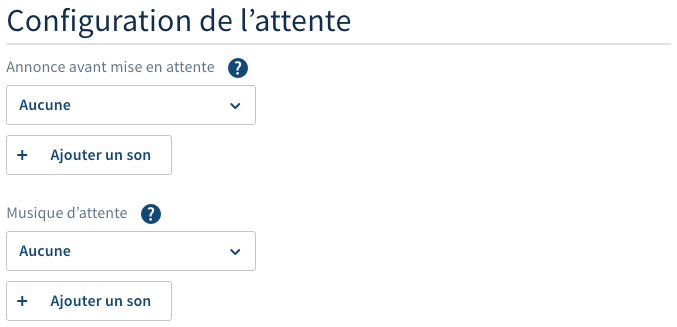 Configuration de l’attente
Annonce avant mise en attente ?
Aucune
+ Ajouter un son
Musique d’attente ?
Aucune
+ Ajouter un son